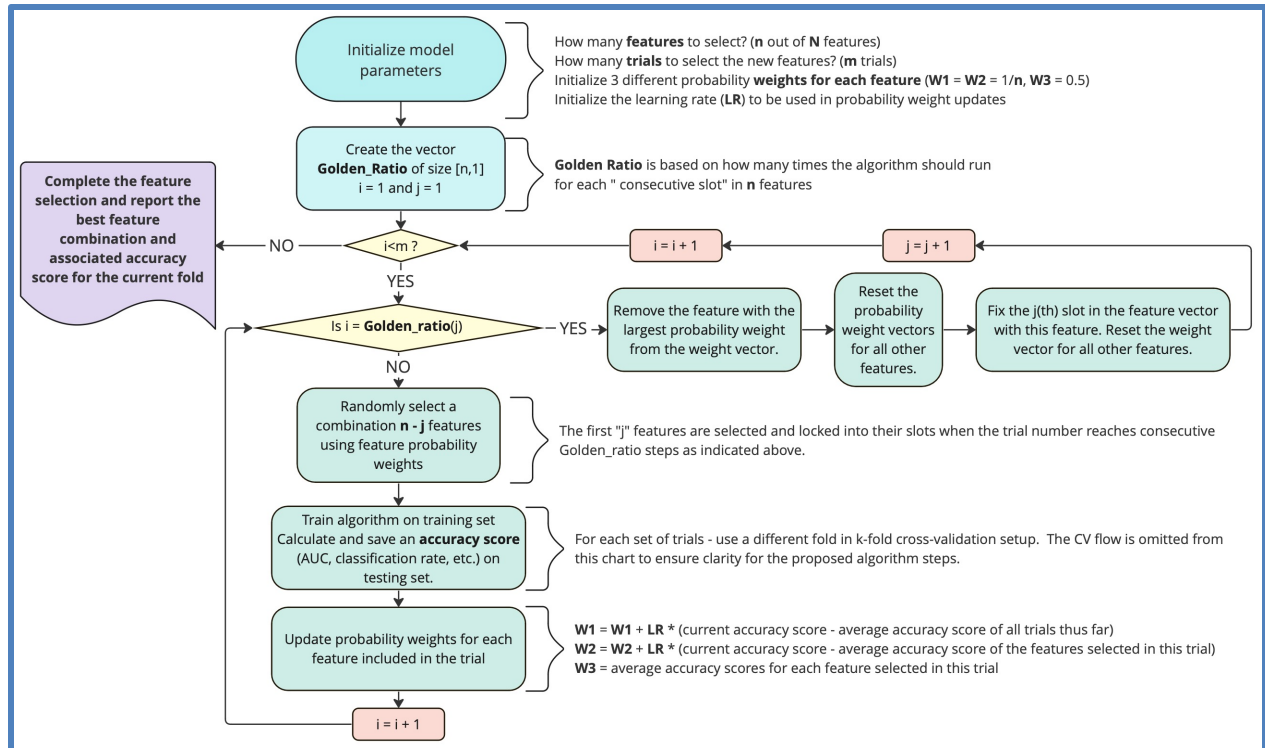 Initialize model
parameters
How many features to select? (n out of N features)
How many trials to select the new features? (m trials)
Initialize 3 different probability weights for each feature (W1 = W2 = 1/n, W3 = 0.5)
Initialize the learning rate (LR) to be used in probability weight updates
Create the vector
Golden_Ratio of size [n,1]
i = 1 and j = 1
Golden Ratio is based on how many times the algorithm should run
for each " consecutive slot" in n features
Complete the feature
selection and report the
best feature
combination and
associated accuracy
score for the current fold
NO
i<m ?
i = i + 1
j = j + 1
YES
Is i = Golden_ratio(j)
YES
Remove the feature with the
largest probability weight
from the weight vector.
Reset the
probability
weight vectors
for all other
features.
Fix the j(th) slot in the feature vector
with this feature. Reset the weight
vector for all other features.
NO
Randomly select a
combination n - j features
using feature probability
weights
The first "j" features are selected and locked into their slots when the trial number reaches consecutive
Golden_ratio steps as indicated above.
Train algorithm on training set
Calculate and save an accuracy score
(AUC, classification rate, etc.) on
testing set.
For each set of trials - use a different fold in k-fold cross-validation setup. The CV flow is omitted from
this chart to ensure clarity for the proposed algorithm steps.
Update probability weights for each
feature included in the trial
W1 = W1 + LR * (current accuracy score - average accuracy score of all trials thus far)
W2 = W2 + LR * (current accuracy score - average accuracy score of the features selected in this trial)
W3 = average accuracy scores for each feature selected in this trial
i = i + 1